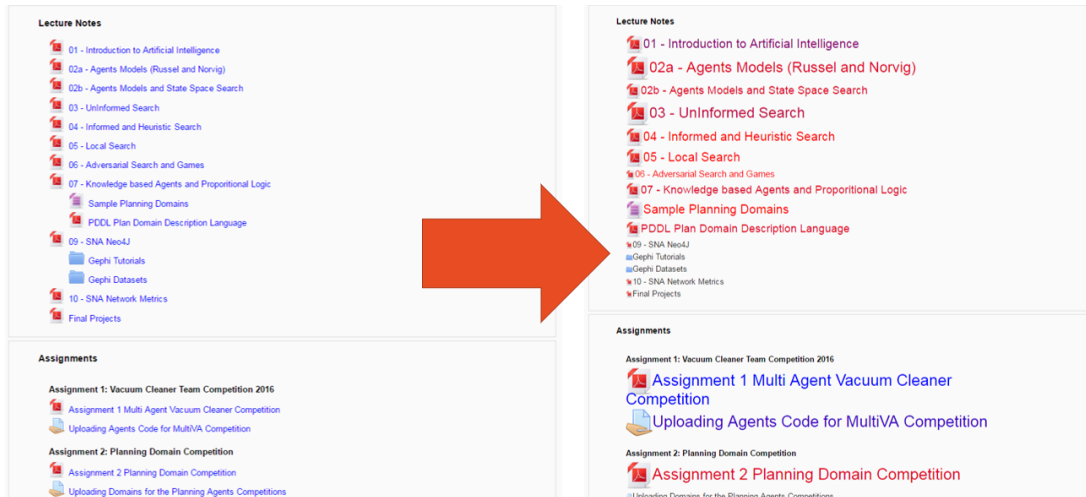 Lecture Notes
01 - Introduction to Artificial Intelligence
02a - Agents Models (Russel and Norvig)
02b - Agents Models and State Space Search
03 - UnInformed Search
04 - Informed and Heuristic Search
05 - Local Search
06 - Adversarial Search and Games
07 - Knowledge based Agents and Proporitional Logic
Sample Planning Domains
PDDL Plan Domain Description Language
09 - SNA Neo4J
Gephi Tutorials
Gephi Datasets
10 - SNA Network Metrics
Final Projects
Assignments
Assignment 1: Vacuum Cleaner Team Competition 2016
Assignment 1 Multi Agent Vacuum Cleaner Competition
Uploading Agents Code for MultiVA Competition
Assignment 2: Planning Domain Competition
Assignment 2 Planning Domain Competition
Uploading Domains for the Planning Agents Competitions
Lecture Notes
01 - Introduction to Artificial Intelligence
02a - Agents Models (Russel and Norvig)
02b - Agents Models and State Space Search
03 - UnInformed Search
04 - Informed and Heuristic Search
05 - Local Search
06 - Adversarial Search and Games
07 - Knowledge based Agents and Proporitional Logic
Sample Planning Domains
PDDL Plan Domain Description Language
09 - SNA Neo4J
Gephi Tutorials
Gephi Datasets
10 - SNA Network Metrics
Final Projects
Assignments
Assignment 1: Vacuum Cleaner Team Competition 2016
Assignment 1 Multi Agent Vacuum Cleaner
Competition
Uploading Agents Code for MultiVA Competition
Assignment 2: Planning Domain Competition
Assignment 2 Planning Domain Competition
Uploading Domains for the Planning Agents Competitions